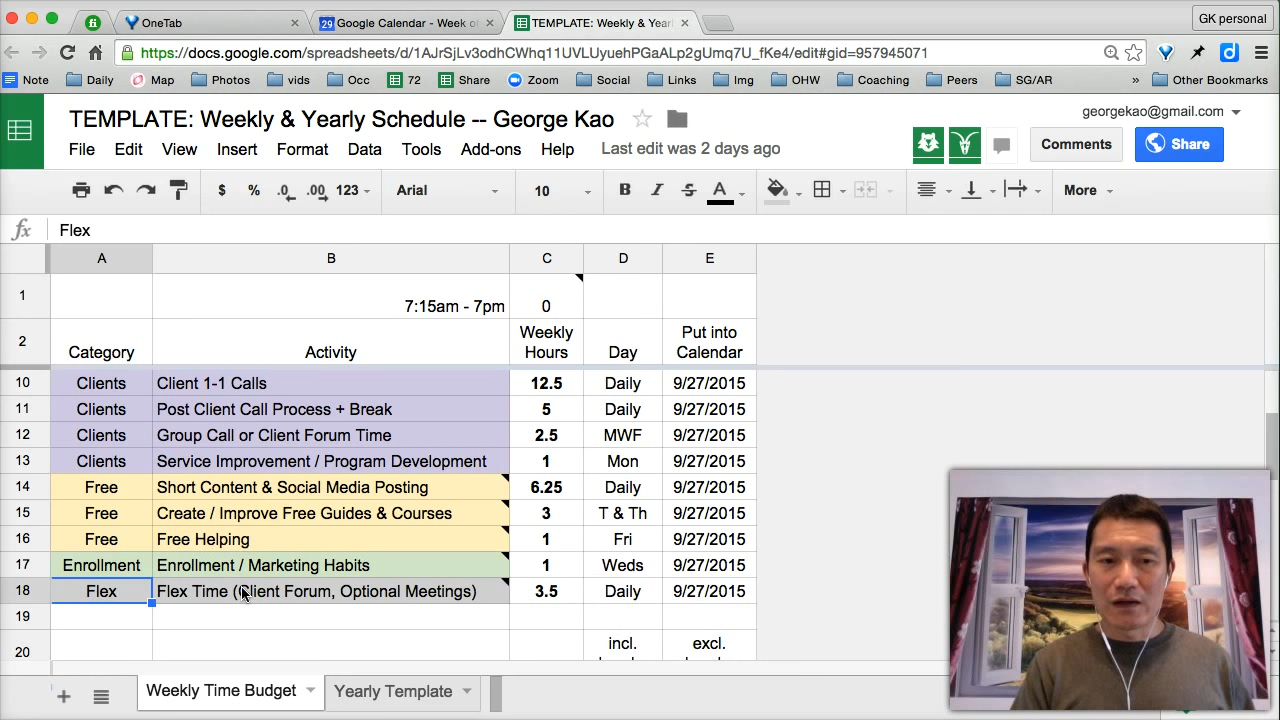 fi OneTab × 29 Google Calendar - Week o × TEMPLATE: Weekly & Year × GK personal
https://docs.google.com/spreadsheets/d/1AJrSjLv3odhCWhq11UVLUyuehPGaALp2gUmq7U_fKe4/edit#gid=957945071
Note Daily Map Photos vids Occ 72 Share Zoom Social Links Img OHW Coaching Peers SG/AR » Other Bookmarks
TEMPLATE: Weekly & Yearly Schedule -- George Kao georgekao@gmail.com
File Edit View Insert Format Data Tools Add-ons Help Last edit was 2 days ago Comments Share
$ % .0 .00 123 Arial 10 B I S A More
fx Flex
A B C D E
1 7:15am - 7pm 0
2 Category Activity Weekly Hours Day Put into Calendar
10 Clients Client 1-1 Calls 12.5 Daily 9/27/2015
11 Clients Post Client Call Process + Break 5 Daily 9/27/2015
12 Clients Group Call or Client Forum Time 2.5 MWF 9/27/2015
13 Clients Service Improvement / Program Development 1 Mon 9/27/2015
14 Free Short Content & Social Media Posting 6.25 Daily 9/27/2015
15 Free Create / Improve Free Guides & Courses 3 T & Th 9/27/2015
16 Free Free Helping 1 Fri 9/27/2015
17 Enrollment Enrollment / Marketing Habits 1 Weds 9/27/2015
18 Flex Flex Time (Client Forum, Optional Meetings) 3.5 Daily 9/27/2015
19
20 incl. excl.
Weekly Time Budget Yearly Template